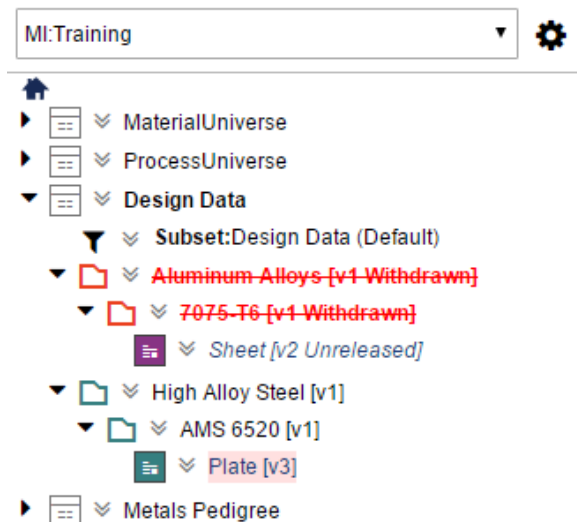 MI:Training
MaterialUniverse
ProcessUniverse
Design Data
Subset:Design Data (Default)
Aluminum Alloys [v1 Withdrawn]
7075-T6 [v1 Withdrawn]
Sheet [v2 Unreleased]
High Alloy Steel [v1]
AMS 6520 [v1]
Plate [v3]
Metals Pedigree